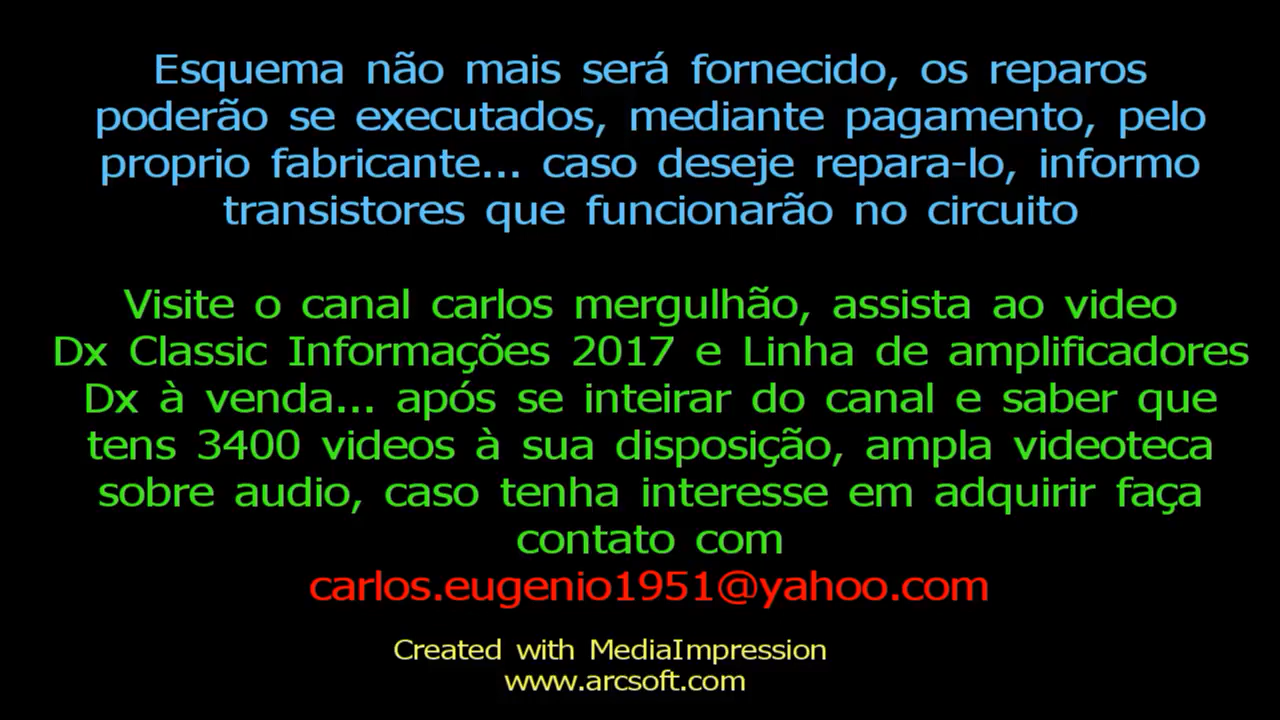 Esquema não mais será fornecido, os reparos
poderão se executados, mediante pagamento, pelo
proprio fabricante... caso deseje repara-lo, informo
transistores que funcionarão no circuito
Visite o canal carlos mergulhão, assista ao video
Dx Classic Informações 2017 e Linha de amplificadores
Dx à venda... após se inteirar do canal e saber que
tens 3400 videos à sua disposição, ampla videoteca
sobre audio, caso tenha interesse em adquirir faça
contato com
carlos.eugenio1951@yahoo.com
Created with MediaImpression
www.arcsoft.com